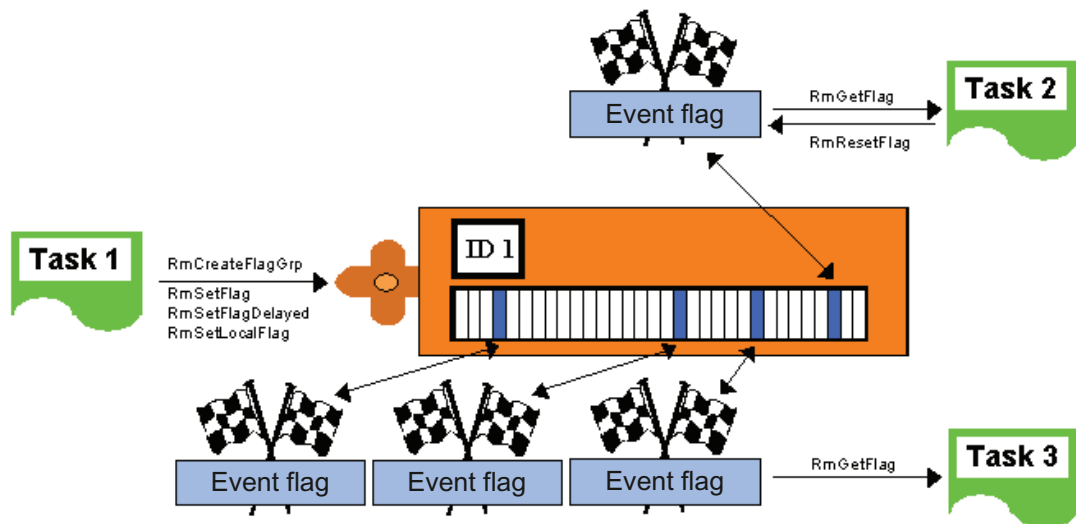 Event flag
RmGetFlag
RmResetFlag
Task 2
Task 1
RmCreateFlagGrp
RmSetFlag
RmSetFlagDelayed
RmSetLocalFlag
ID 1
Event flag
Event flag
Event flag
RmGetFlag
Task 3